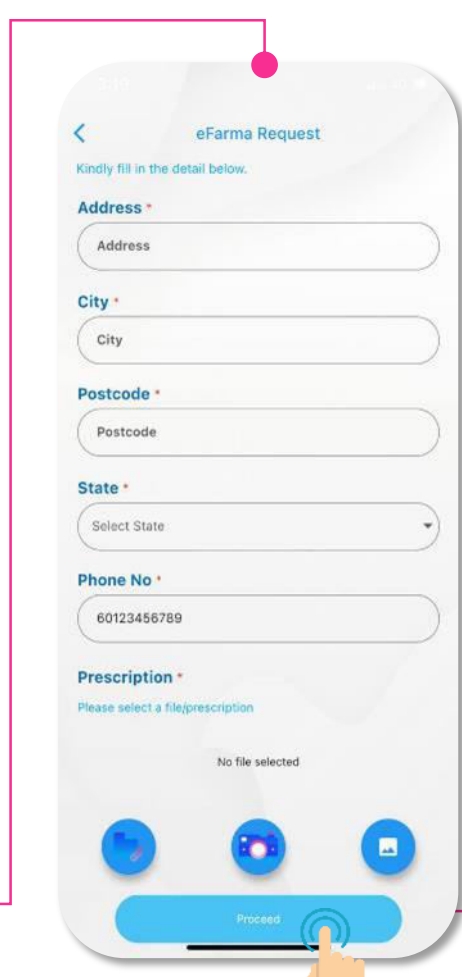 eFarma Request
Kindly fill in the detail below.
Address *
Address
City *
City
Postcode *
Postcode
State *
Select State
Phone No *
60123456789
Prescription *
Please select a file/prescription
No file selected
Proceed